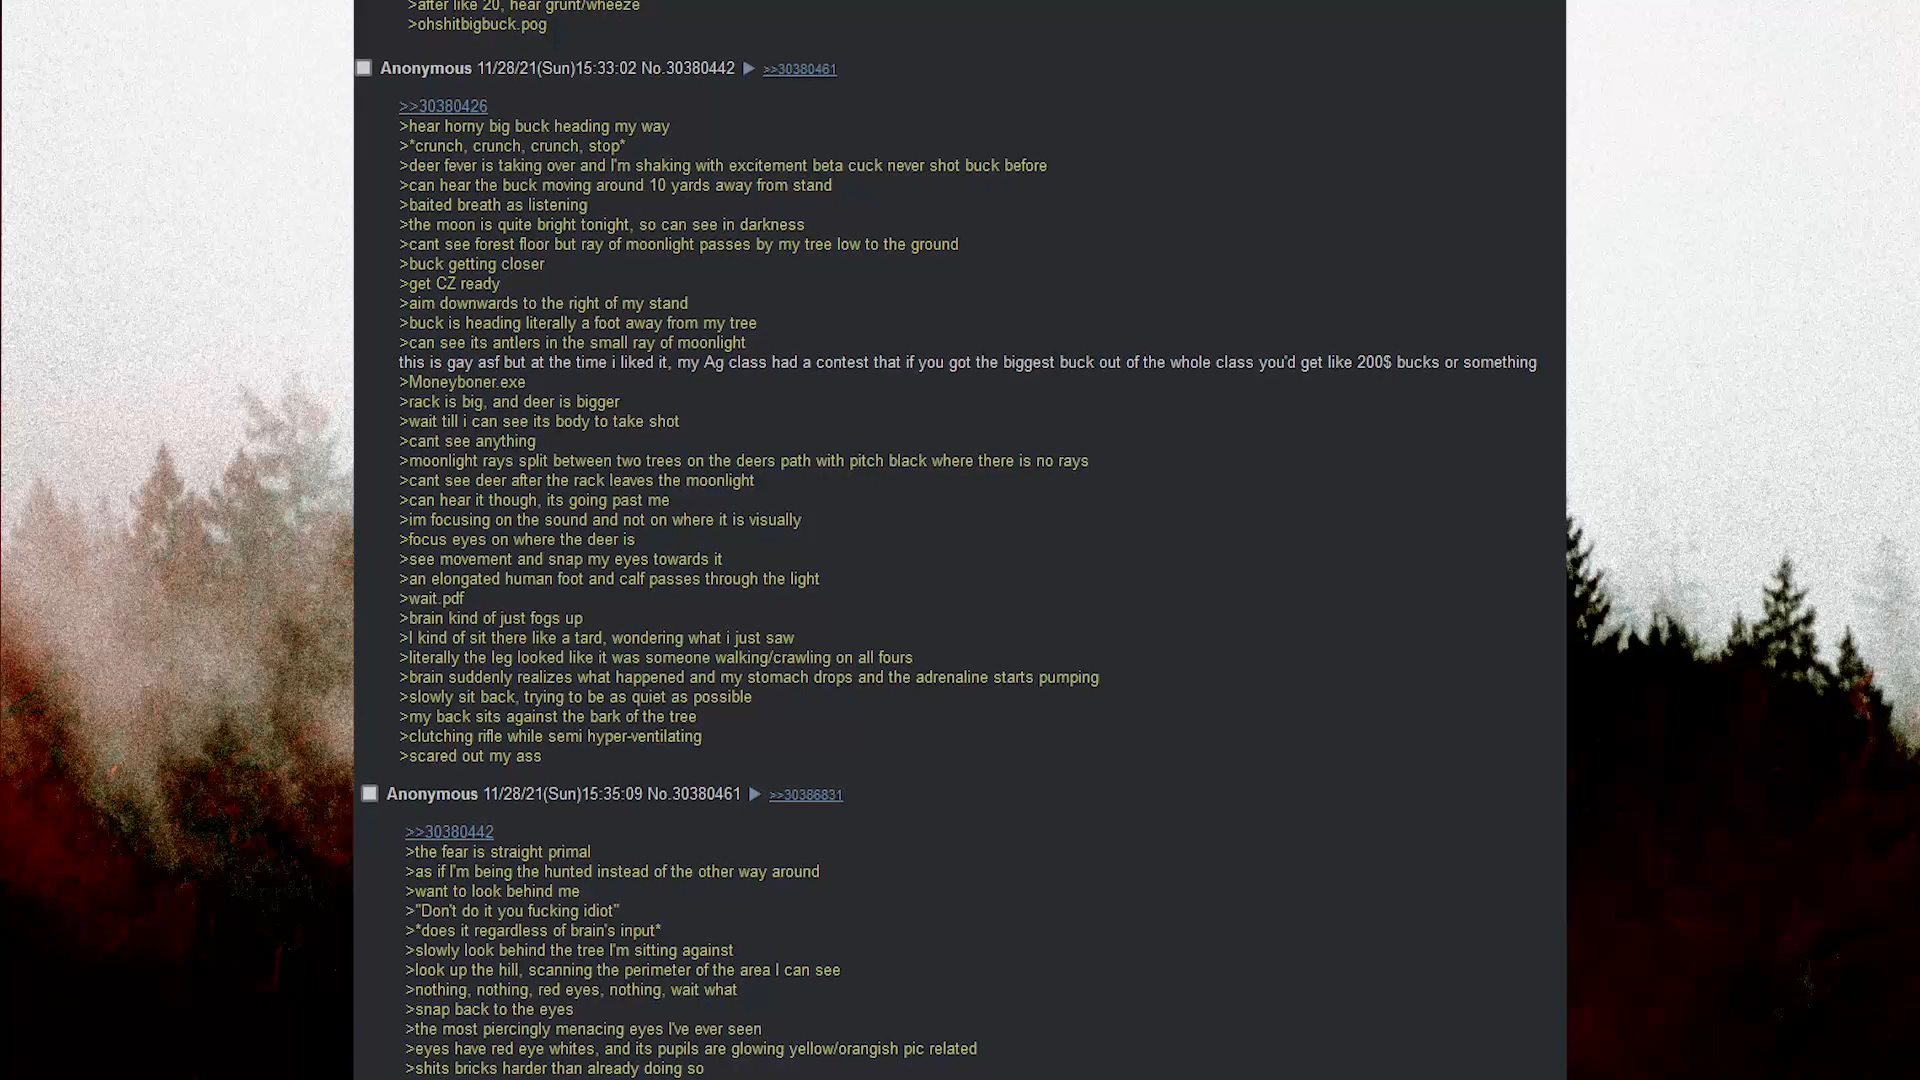 >after like 20, hear grunt/wheeze
>ohshitbigbuck.pog
Anonymous 11/28/21(Sun)15:33:02 No.30380442 ▶ >>30380461
>>30380426
>hear horny big buck heading my way
>*crunch, crunch, crunch, stop*
>deer fever is taking over and I'm shaking with excitement beta cuck never shot buck before
>can hear the buck moving around 10 yards away from stand
>baited breath as listening
>the moon is quite bright tonight, so can see in darkness
>cant see forest floor but ray of moonlight passes by my tree low to the ground
>buck getting closer
>get CZ ready
>aim downwards to the right of my stand
>buck is heading literally a foot away from my tree
>can see its antlers in the small ray of moonlight
this is gay asf but at the time i liked it, my Ag class had a contest that if you got the biggest buck out of the whole class you'd get like 200$ bucks or something
>Moneyboner.exe
>rack is big, and deer is bigger
>wait till i can see its body to take shot
>cant see anything
>moonlight rays split between two trees on the deers path with pitch black where there is no rays
>cant see deer after the rack leaves the moonlight
>can hear it though, its going past me
>im focusing on the sound and not on where it is visually
>focus eyes on where the deer is
>see movement and snap my eyes towards it
>an elongated human foot and calf passes through the light
>wait.pdf
>brain kind of just fogs up
>I kind of sit there like a tard, wondering what i just saw
>literally the leg looked like it was someone walking/crawling on all fours
>brain suddenly realizes what happened and my stomach drops and the adrenaline starts pumping
>slowly sit back, trying to be as quiet as possible
>my back sits against the bark of the tree
>clutching rifle while semi hyper-ventilating
>scared out my ass
Anonymous 11/28/21(Sun)15:35:09 No.30380461 ▶ >>30386831
>>30380442
>the fear is straight primal
>as if I'm being the hunted instead of the other way around
>want to look behind me
>"Don't do it you fucking idiot"
>*does it regardless of brain's input*
>slowly look behind the tree I'm sitting against
>look up the hill, scanning the perimeter of the area I can see
>nothing, nothing, red eyes, nothing, wait what
>snap back to the eyes
>the most piercingly menacing eyes I've ever seen
>eyes have red eye whites, and its pupils are glowing yellow/orangish pic related
>shits bricks harder than already doing so